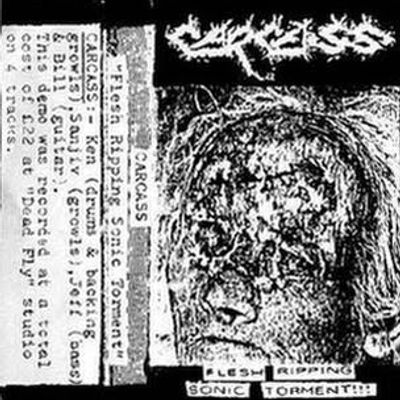 CARCASS
FLESH RIPPING
SONIC TORMENT!!!
CARCASS
"Flesh Ripping Sonic Torment"
CARCASS:- Ken (drums & backing
growls) Sanjiv (growls), Jeff (bass)
& Bill (guitar)
This demo was recorded at a total
cost of £22 at "Dead Fly" studio
on 4 tracks.